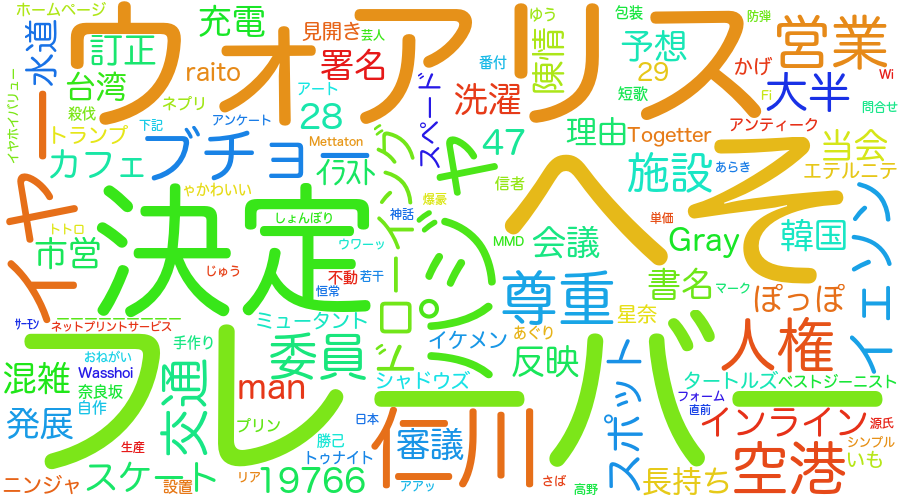 ホームページ
充電
見開き
芸人
ゆう
包装
防弾
ウォアリス
営業
水道
訂正
台湾
殺伐
ネプリ
raito
アート
28
署名
番付
陳情
予想
29
短歌
かげ
大半
Wi
Fi
問合せ
イヤホイバリュー
トランプ
下記
アンケート
Mettaton
スペード
洗濯
47
理由
Togetter
アンティーク
当会
カフェ
ブチョー
イラスト
信者
施設
あらき
エテルニテ
イヤー
ゃかわいい
爆豪
パジャ
へそ
トトロ
決定
しょんぼり
神話
単価
市営
ウワーッ
MMD
会議
Gray
韓国
じゅう
不動
若干
恒常
ドローイング
尊重
書名
マーク
ぽっぽ
イエン
サーモン
ネットプリントサービス
ミュータント
イケメン
あぐり
星奈
人権
フレーバー
おねがい
手作り
委員
反映
混雑
Wasshoi
奈良坂
自作
交通
man
シャドウズ
スポット
タートルズ
ベストジーニスト
フォーム
直前
発展
プリン
日本
仁川
インライン
源氏
生産
勝己
審議
シンプル
トゥナイト
スケート
リア
19766
アアッ
さば
高野
長持ち
空港
いも
ニンジャ
設置